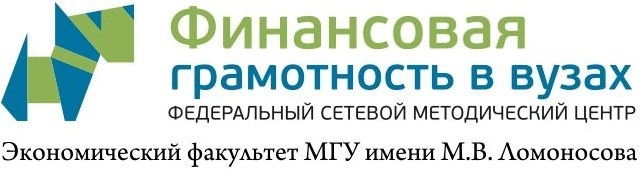 Финансовая
грамотность в вузах
ФЕДЕРАЛЬНЫЙ СЕТЕВОЙ МЕТОДИЧЕСКИЙ ЦЕНТР
Экономический факультет МГУ имени М.В. Ломоносова